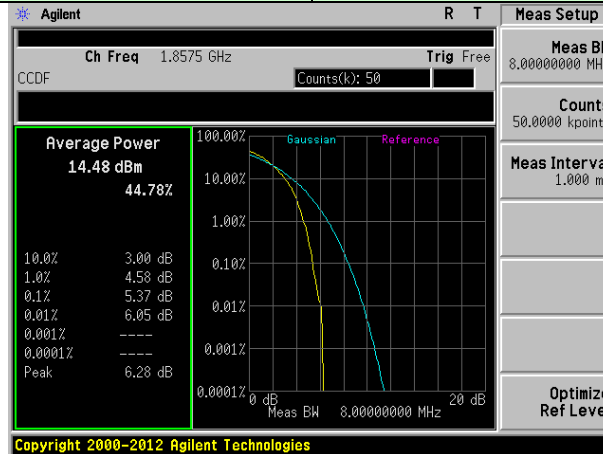 Agilent R T Meas Setup
Ch Freq 1.8575 GHz Trig Free
CCDF Counts(k): 50
Meas B
8.00000000 MH
Count
50.0000 kpoint
Meas Interva
1.000 m
Optimize
Ref Leve
Average Power
14.48 dBm
44.78%
10.0% 3.00 dB
1.0% 4.58 dB
0.1% 5.37 dB
0.01% 6.05 dB
0.001% ----
0.0001% ----
Peak 6.28 dB
Gaussian Reference
100.00%
10.00%
1.00%
0.10%
0.01%
0.001%
0.0001%
0 dB 20 dB
Meas BW 8.00000000 MHz
Copyright 2000-2012 Agilent Technologies